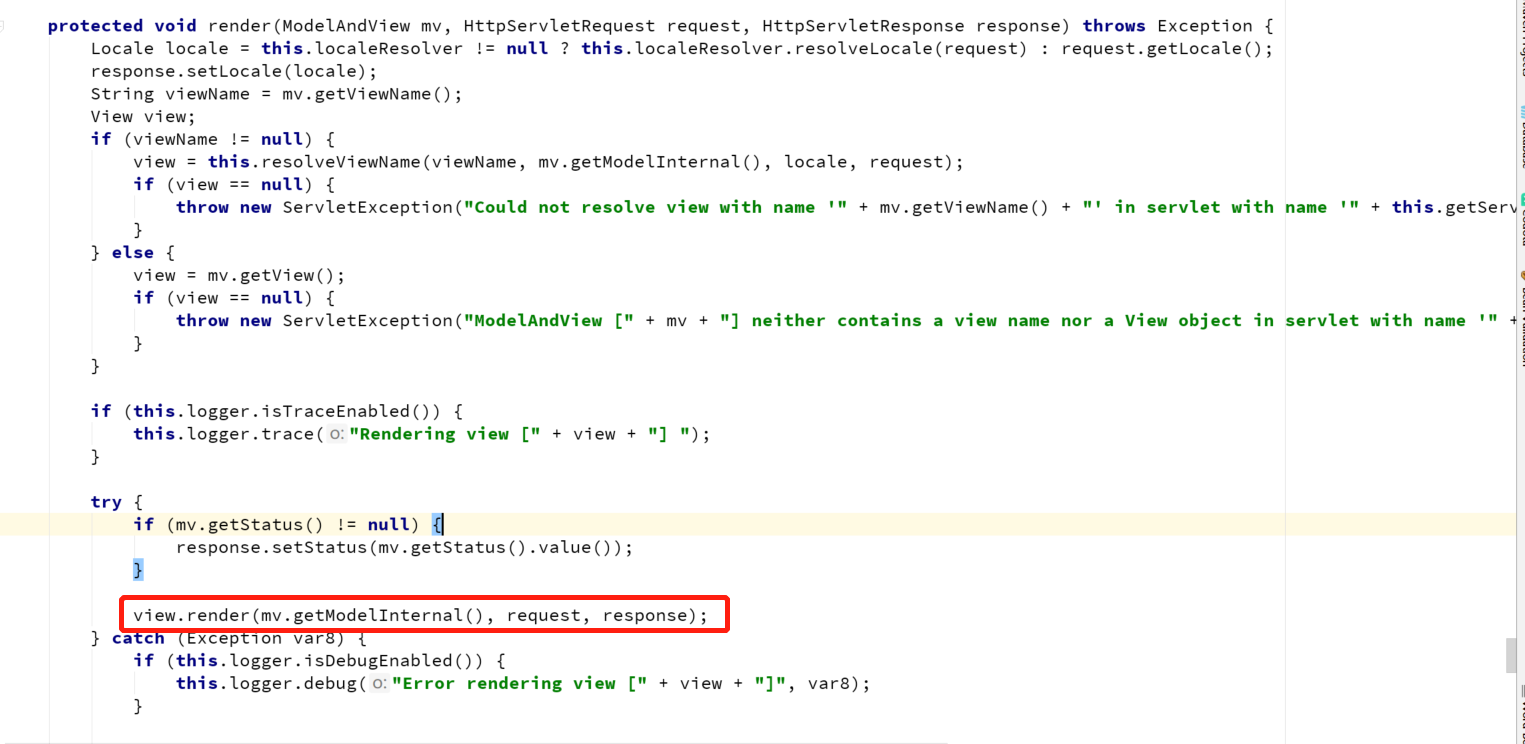 protected void render(ModelAndView mv, HttpServletRequest request, HttpServletResponse response) throws Exception {
Locale locale = this.localeResolver != null ? this.localeResolver.resolveLocale(request) : request.getLocale();
response.setLocale(locale);
String viewName = mv.getViewName();
View view;
if (viewName != null) {
view = this.resolveViewName(viewName, mv.getModelInternal(), locale, request);
if (view == null) {
throw new ServletException("Could not resolve view with name '" + mv.getViewName() + "' in servlet with name '" + this.getServ
}
} else {
view = mv.getView();
if (view == null) {
throw new ServletException("ModelAndView [" + mv + "] neither contains a view name nor a View object in servlet with name '" +
}
}
if (this.logger.isTraceEnabled()) {
this.logger.trace( o: "Rendering view [" + view + "] ");
}
try {
if (mv.getStatus() != null) {
response.setStatus(mv.getStatus().value());
}
view.render(mv.getModelInternal(), request, response);
} catch (Exception var8) {
if (this.logger.isDebugEnabled()) {
this.logger.debug( o: "Error rendering view [" + view + "]", var8);
}